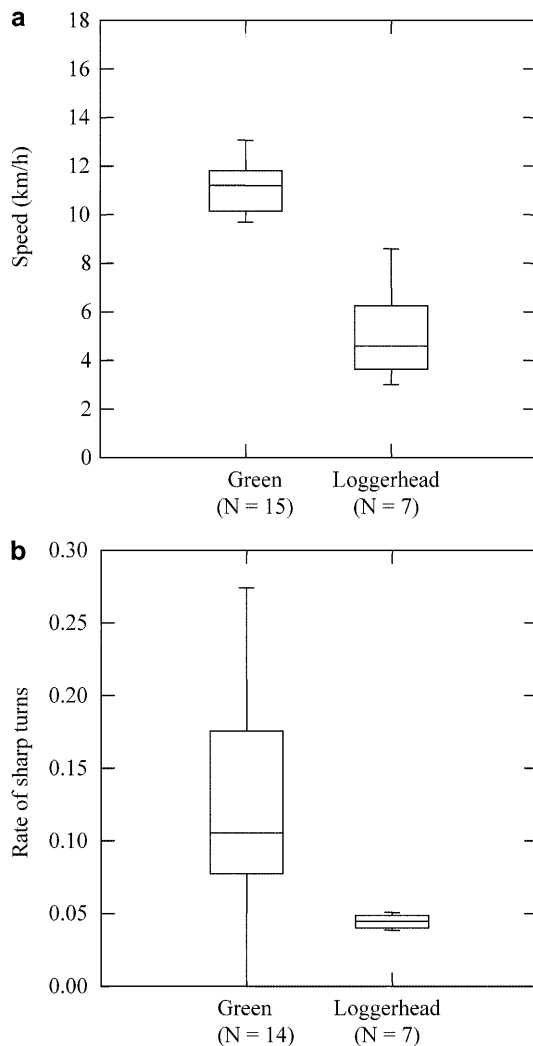 a
18
16
14
12
10
8
6
4
2
0
Speed (km/h)
Green Loggerhead
(N = 15) (N = 7)
b
0.30
0.25
0.20
0.15
0.10
0.05
0.00
Rate of sharp turns
Green Loggerhead
(N = 14) (N = 7)